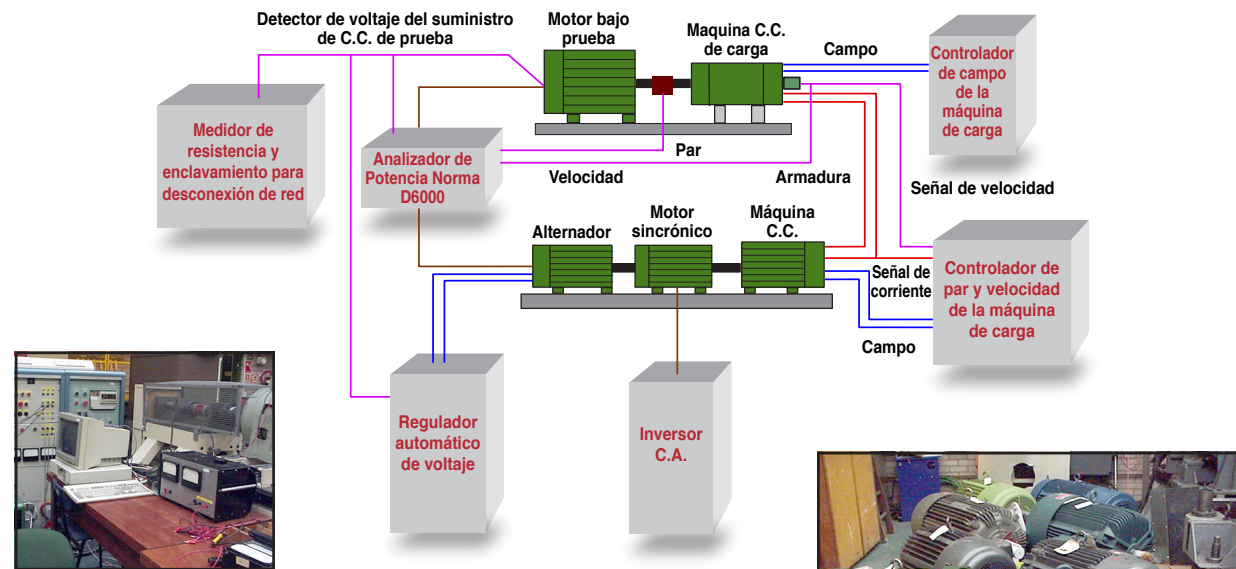 Detector de voltaje del suministro
de C.C. de prueba
Motor bajo
prueba
Maquina C.C.
de carga
Campo
Controlador
de campo
de la
máquina
de carga
Medidor de
resistencia y
enclavamiento para
desconexión de red
Analizador de
Potencia Norma
D6000
Par
Velocidad
Armadura
Señal de velocidad
Alternador
Motor
sincrónico
Máquina
C.C.
Señal de
corriente
Controlador de
par y velocidad
de la máquina
de carga
Campo
Regulador
automático
de voltaje
Inversor
C.A.